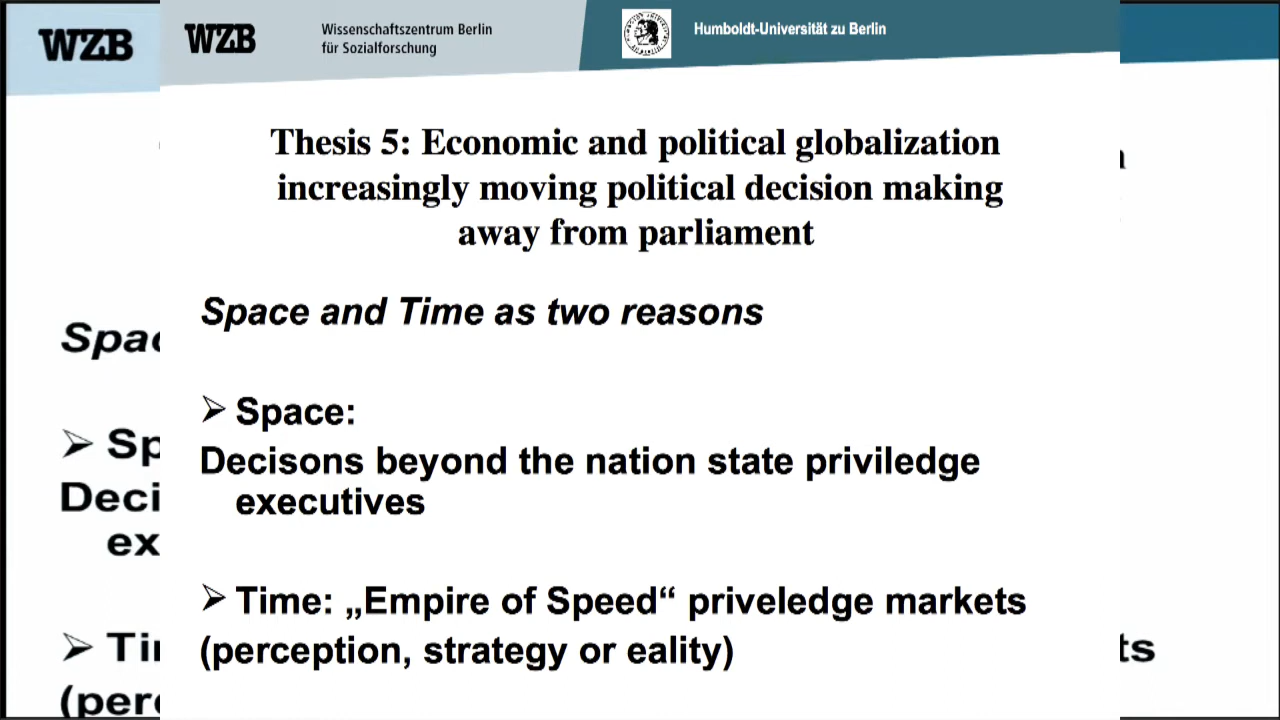 WZB
WZB
Wissenschaftszentrum Berlin
für Sozialforschung
Humboldt-Universität zu Berlin
Thesis 5: Economic and political globalization
increasingly moving political decision making
away from parliament
Space and Time as two reasons
➢ Space:
Decisons beyond the nation state priviledge
executives
➢ Time: „Empire of Speed“ priveledge markets
(perception, strategy or eality)